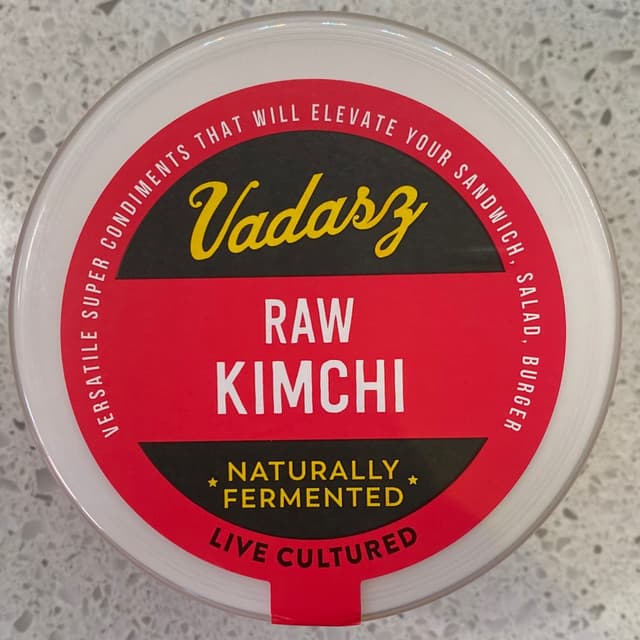 VERSATILE SUPER CONDIMENTS THAT WILL ELEVATE YOUR SANDWICH, SALAD, BURGER
Vadasz
RAW
KIMCHI
NATURALLY
FERMENTED
LIVE CULTURED